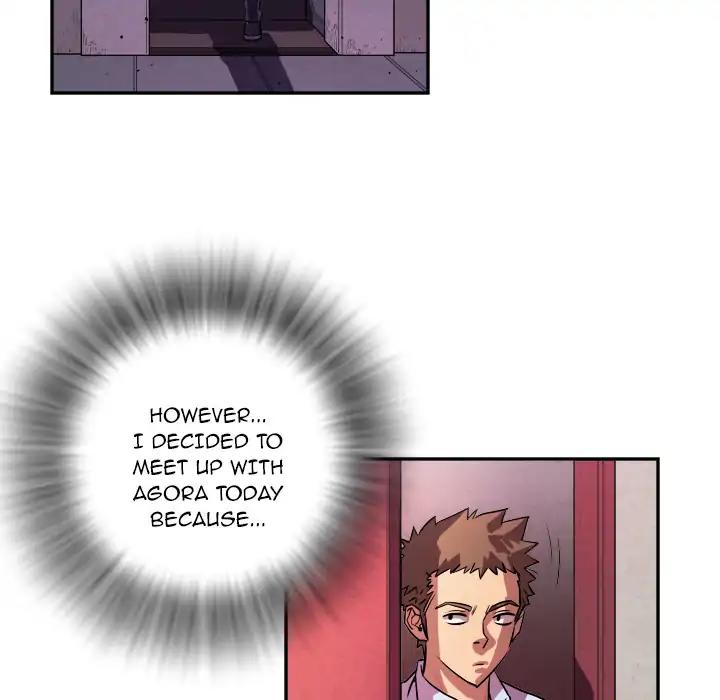 HOWEVER...
I DECIDED TO
MEET UP WITH
AGORA TODAY
BECAUSE...